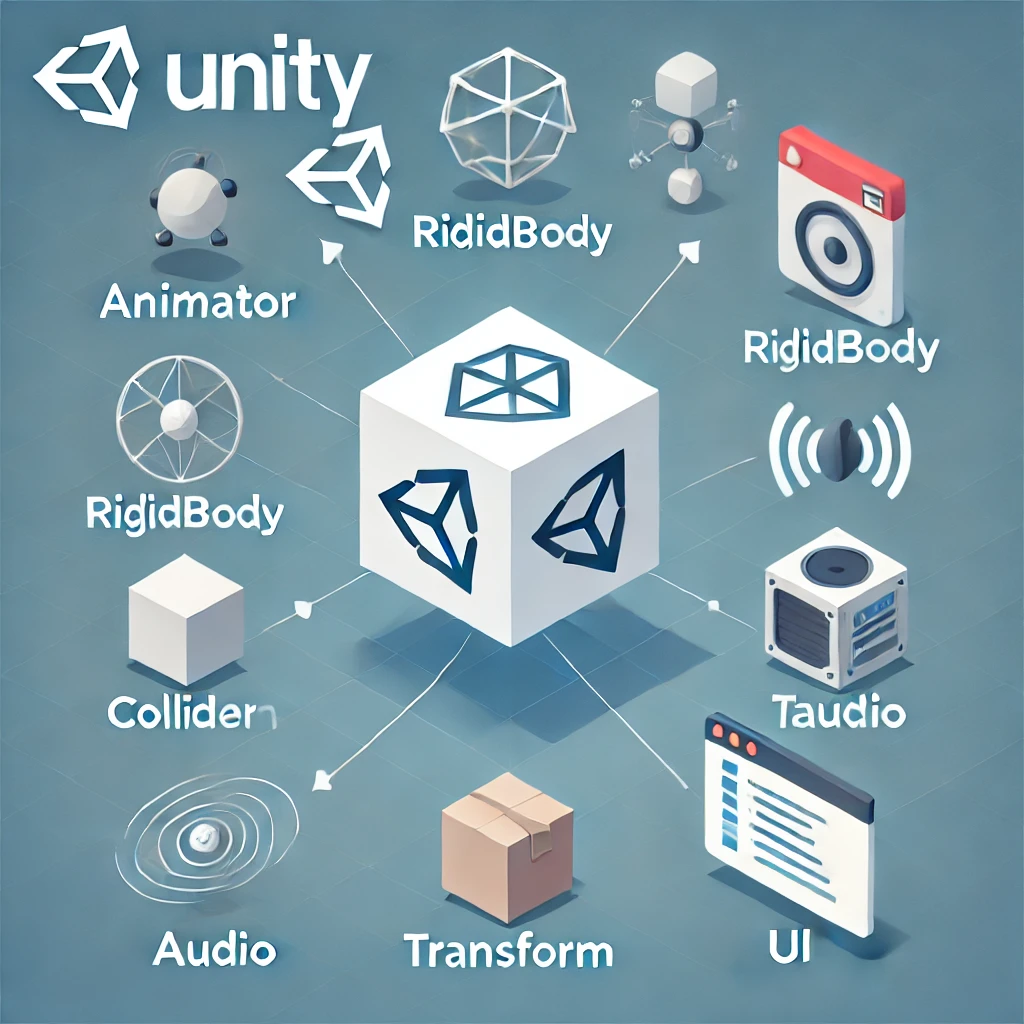 unity
RididBody
Animator
RigidBody
RigidBody
Collider
Taudio
Audio
Transform
UI